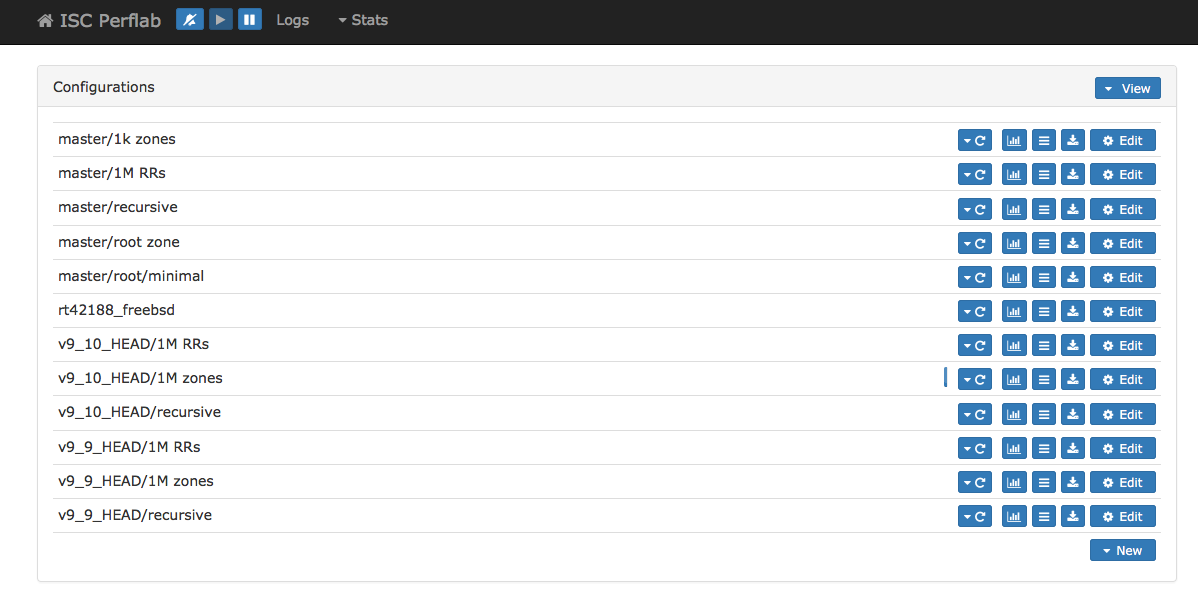 ISC Perflab Logs Stats
Configurations View
master/1k zones Edit
master/1M RRs Edit
master/recursive Edit
master/root zone Edit
master/root/minimal Edit
rt42188_freebsd Edit
v9_10_HEAD/1M RRs Edit
v9_10_HEAD/1M zones Edit
v9_10_HEAD/recursive Edit
v9_9_HEAD/1M RRs Edit
v9_9_HEAD/1M zones Edit
v9_9_HEAD/recursive Edit
New